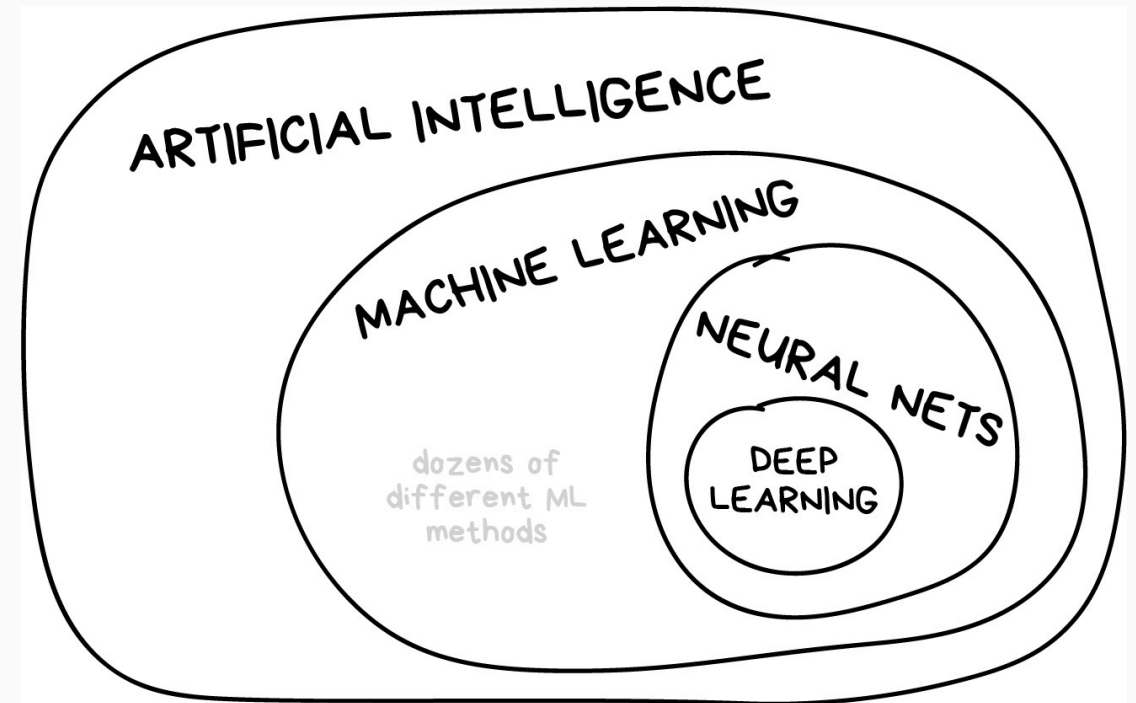 ARTIFICIAL INTELLIGENCE
MACHINE LEARNING
NEURAL NETS
dozens of
different ML
methods
DEEP
LEARNING